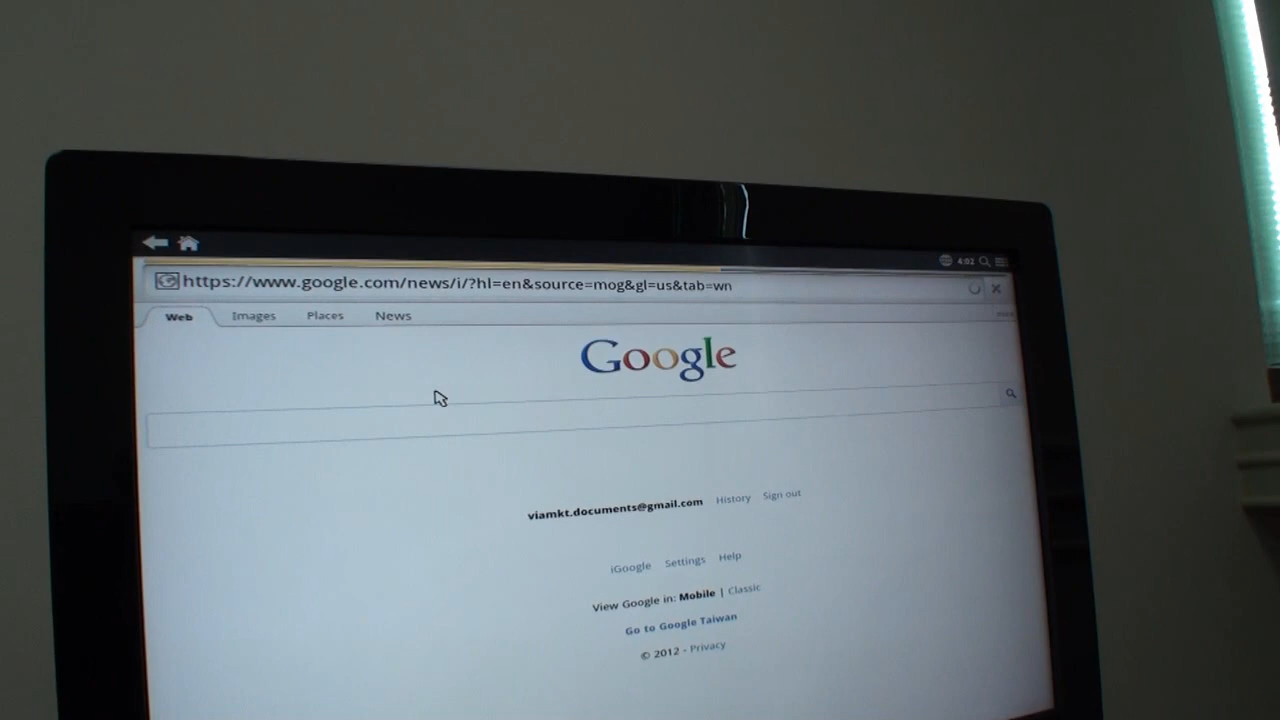 4:02
https://www.google.com/news/i/?hl=en&source=mog&gl=us&tab=wn
Web Images Places News
Google
viamkt.documents@gmail.com History Sign out
iGoogle Settings Help
View Google in: Mobile | Classic
Go to Google Taiwan
© 2012 - Privacy